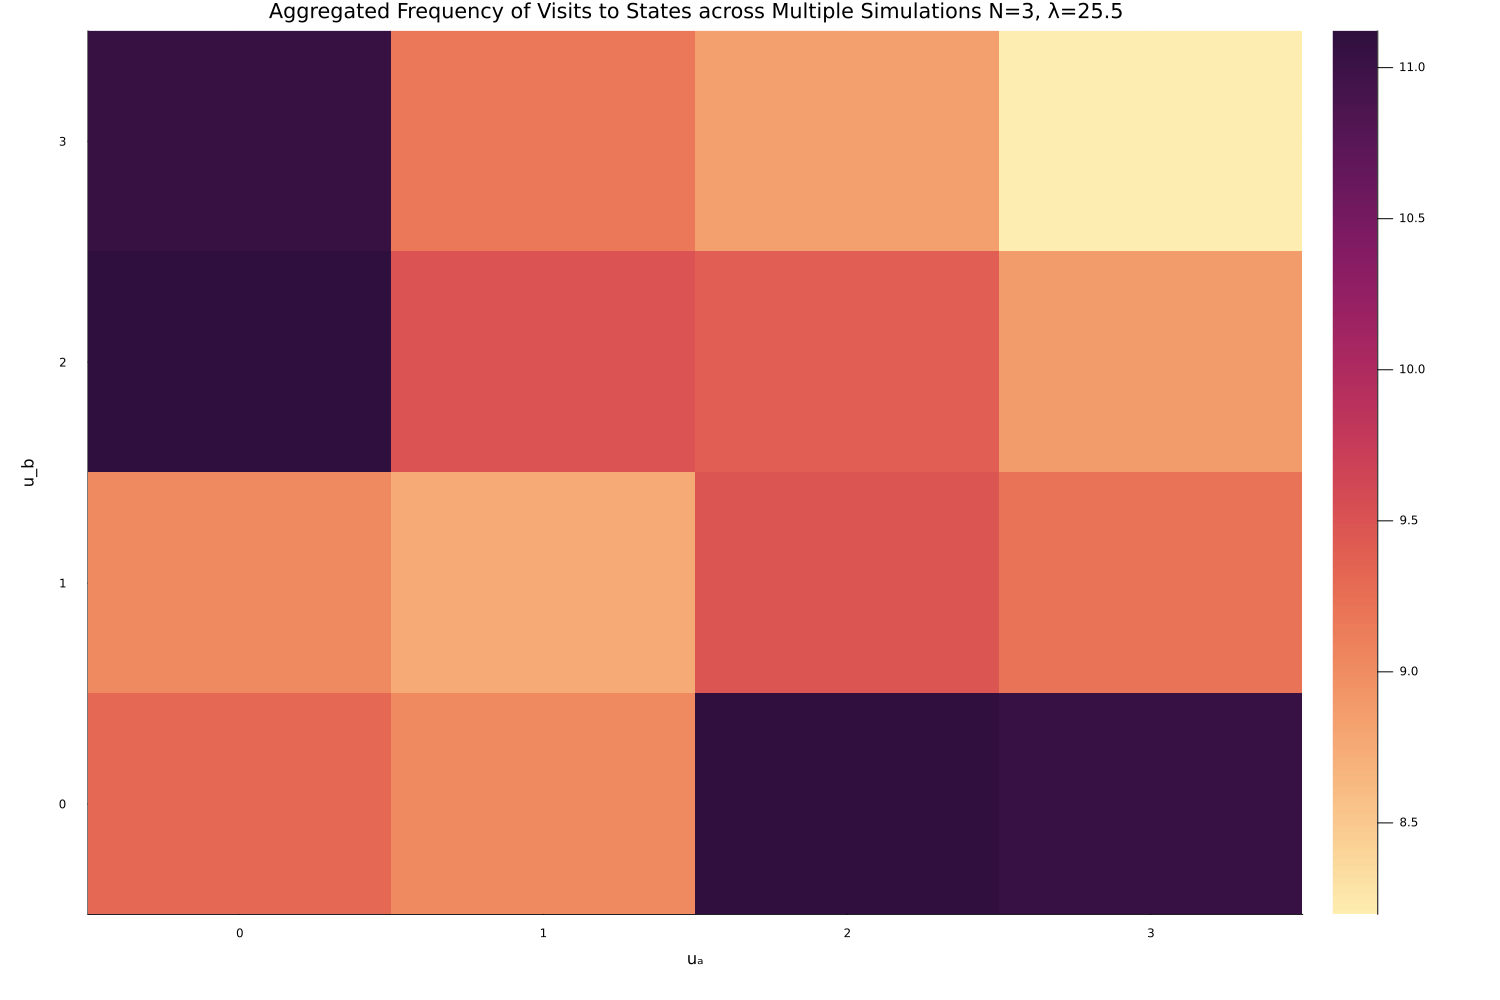 Aggregated Frequency of Visits to States across Multiple Simulations N=3, λ=25.5
11.0
3
10.5
2
10.0
u_b
9.5
1
9.0
8.5
0
0 1 2 3
uₐ